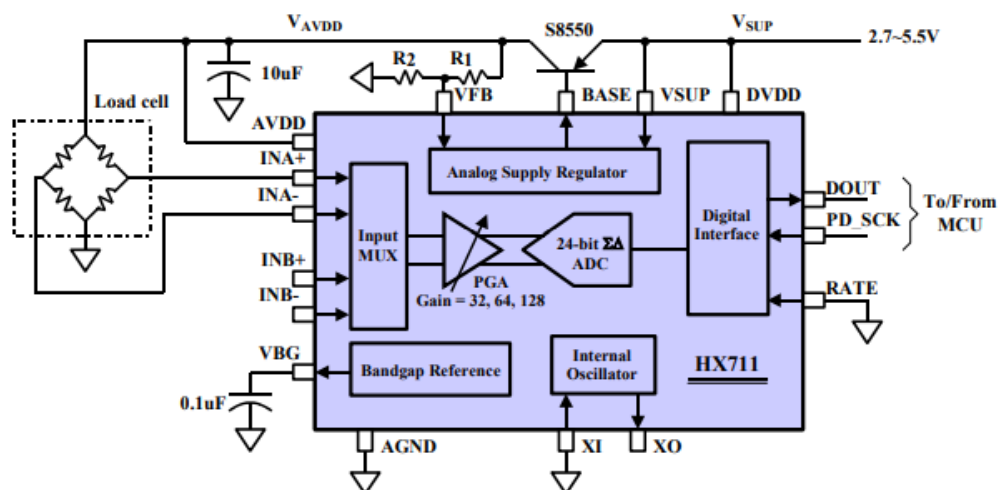 V_AVDD
S8550
V_SUP
2.7~5.5V
10uF
R2
R1
Load cell
VFB
BASE
VSUP
DVDD
AVDD
INA+
INA-
INB+
INB-
VBG
0.1uF
Analog Supply Regulator
Input
MUX
PGA
Gain = 32, 64, 128
24-bit ΣΔ
ADC
Digital
Interface
DOUT
PD_SCK
To/From
MCU
RATE
Bandgap Reference
Internal
Oscillator
HX711
AGND
XI
XO